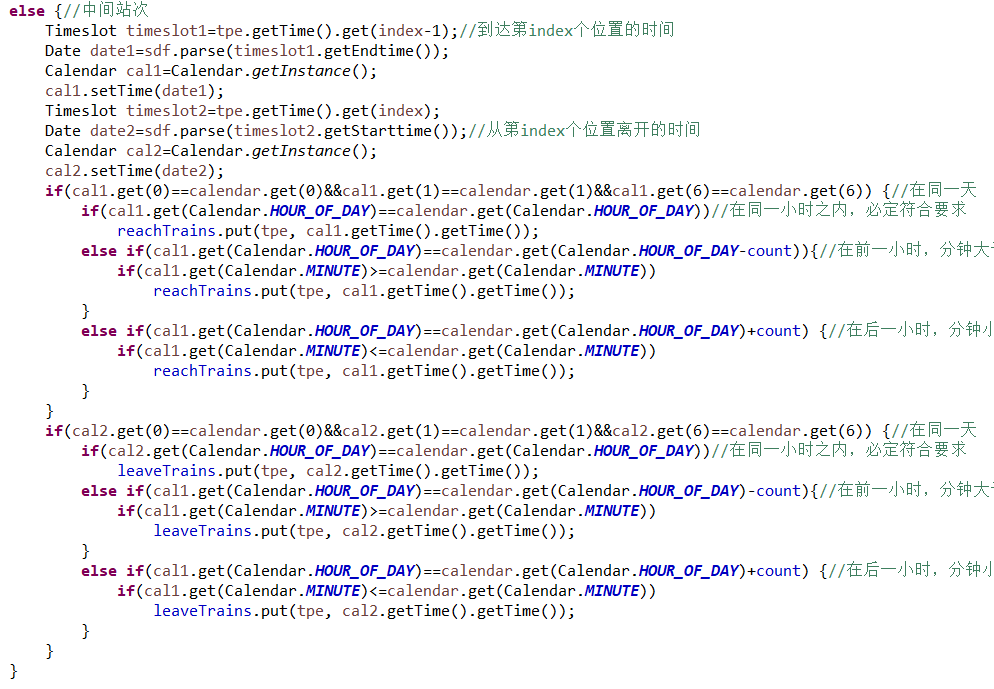 else {//中间站次
Timeslot timeslot1=tpe.getTime().get(index-1);//到达第index个位置的时间
Date date1=sdf.parse(timeslot1.getEndtime());
Calendar cal1=Calendar.getInstance();
cal1.setTime(date1);
Timeslot timeslot2=tpe.getTime().get(index);
Date date2=sdf.parse(timeslot2.getStarttime());//从第index个位置离开的时间
Calendar cal2=Calendar.getInstance();
cal2.setTime(date2);
if(cal1.get(0)==calendar.get(0)&&cal1.get(1)==calendar.get(1)&&cal1.get(6)==calendar.get(6)) {//在同一天
if(cal1.get(Calendar.HOUR_OF_DAY)==calendar.get(Calendar.HOUR_OF_DAY))//在同一小时之内，必定符合要求
reachTrains.put(tpe, cal1.getTime().getTime());
else if(cal1.get(Calendar.HOUR_OF_DAY)==calendar.get(Calendar.HOUR_OF_DAY-count)){//在前一小时，分钟大
if(cal1.get(Calendar.MINUTE)>=calendar.get(Calendar.MINUTE))
reachTrains.put(tpe, cal1.getTime().getTime());
}
else if(cal1.get(Calendar.HOUR_OF_DAY)==calendar.get(Calendar.HOUR_OF_DAY)+count) {//在后一小时，分钟小
if(cal1.get(Calendar.MINUTE)<=calendar.get(Calendar.MINUTE))
reachTrains.put(tpe, cal1.getTime().getTime());
}
}
if(cal2.get(0)==calendar.get(0)&&cal2.get(1)==calendar.get(1)&&cal2.get(6)==calendar.get(6)) {//在同一天
if(cal2.get(Calendar.HOUR_OF_DAY)==calendar.get(Calendar.HOUR_OF_DAY))//在同一小时之内，必定符合要求
leaveTrains.put(tpe, cal2.getTime().getTime());
else if(cal1.get(Calendar.HOUR_OF_DAY)==calendar.get(Calendar.HOUR_OF_DAY)-count){//在前一小时，分钟大
if(cal1.get(Calendar.MINUTE)>=calendar.get(Calendar.MINUTE))
leaveTrains.put(tpe, cal2.getTime().getTime());
}
else if(cal1.get(Calendar.HOUR_OF_DAY)==calendar.get(Calendar.HOUR_OF_DAY)+count) {//在后一小时，分钟小
if(cal1.get(Calendar.MINUTE)<=calendar.get(Calendar.MINUTE))
leaveTrains.put(tpe, cal2.getTime().getTime());
}
}
}